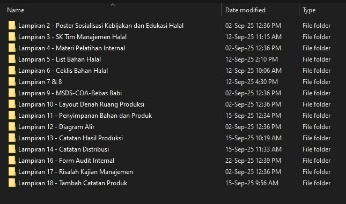 Name Date modified Type
Lampiran 2 - Poster Sosialisasi Kebijakan dan Edukasi Halal 02-Sep-25 12:36 PM File folder
Lampiran 3 - SK Tim Manajemen Halal 12-Sep-25 11:15 AM File folder
Lampiran 4 - Materi Pelatihan Internal 02-Sep-25 12:36 PM File folder
Lampiran 5 - List Bahan Halal 12-Sep-25 2:10 PM File folder
Lampiran 6 - Ceklis Bahan Halal 12-Sep-25 10:06 AM File folder
Lampiran 7 & 8 12-Sep-25 4:30 PM File folder
Lampiran 9 - MSDS-COA-Bebas Babi 02-Sep-25 12:36 PM File folder
Lampiran 10 - Layout Denah Ruang Produksi 02-Sep-25 12:36 PM File folder
Lampiran 11 - Penyimpanan Bahan dan Produk 15-Sep-25 12:34 PM File folder
Lampiran 12 - Diagram Alir 02-Sep-25 12:36 PM File folder
Lampiran 13 - Catatan Hasil Produksi 15-Sep-25 10:19 AM File folder
Lampiran 14 - Catatan Distribusi 15-Sep-25 11:33 AM File folder
Lampiran 16 - Form Audit Internal 22-Sep-25 12:39 PM File folder
Lampiran 17 - Risalah Kajian Manajemen 02-Sep-25 12:36 PM File folder
Lampiran 18 - Tambah Catatan Produk 15-Sep-25 9:56 AM File folder